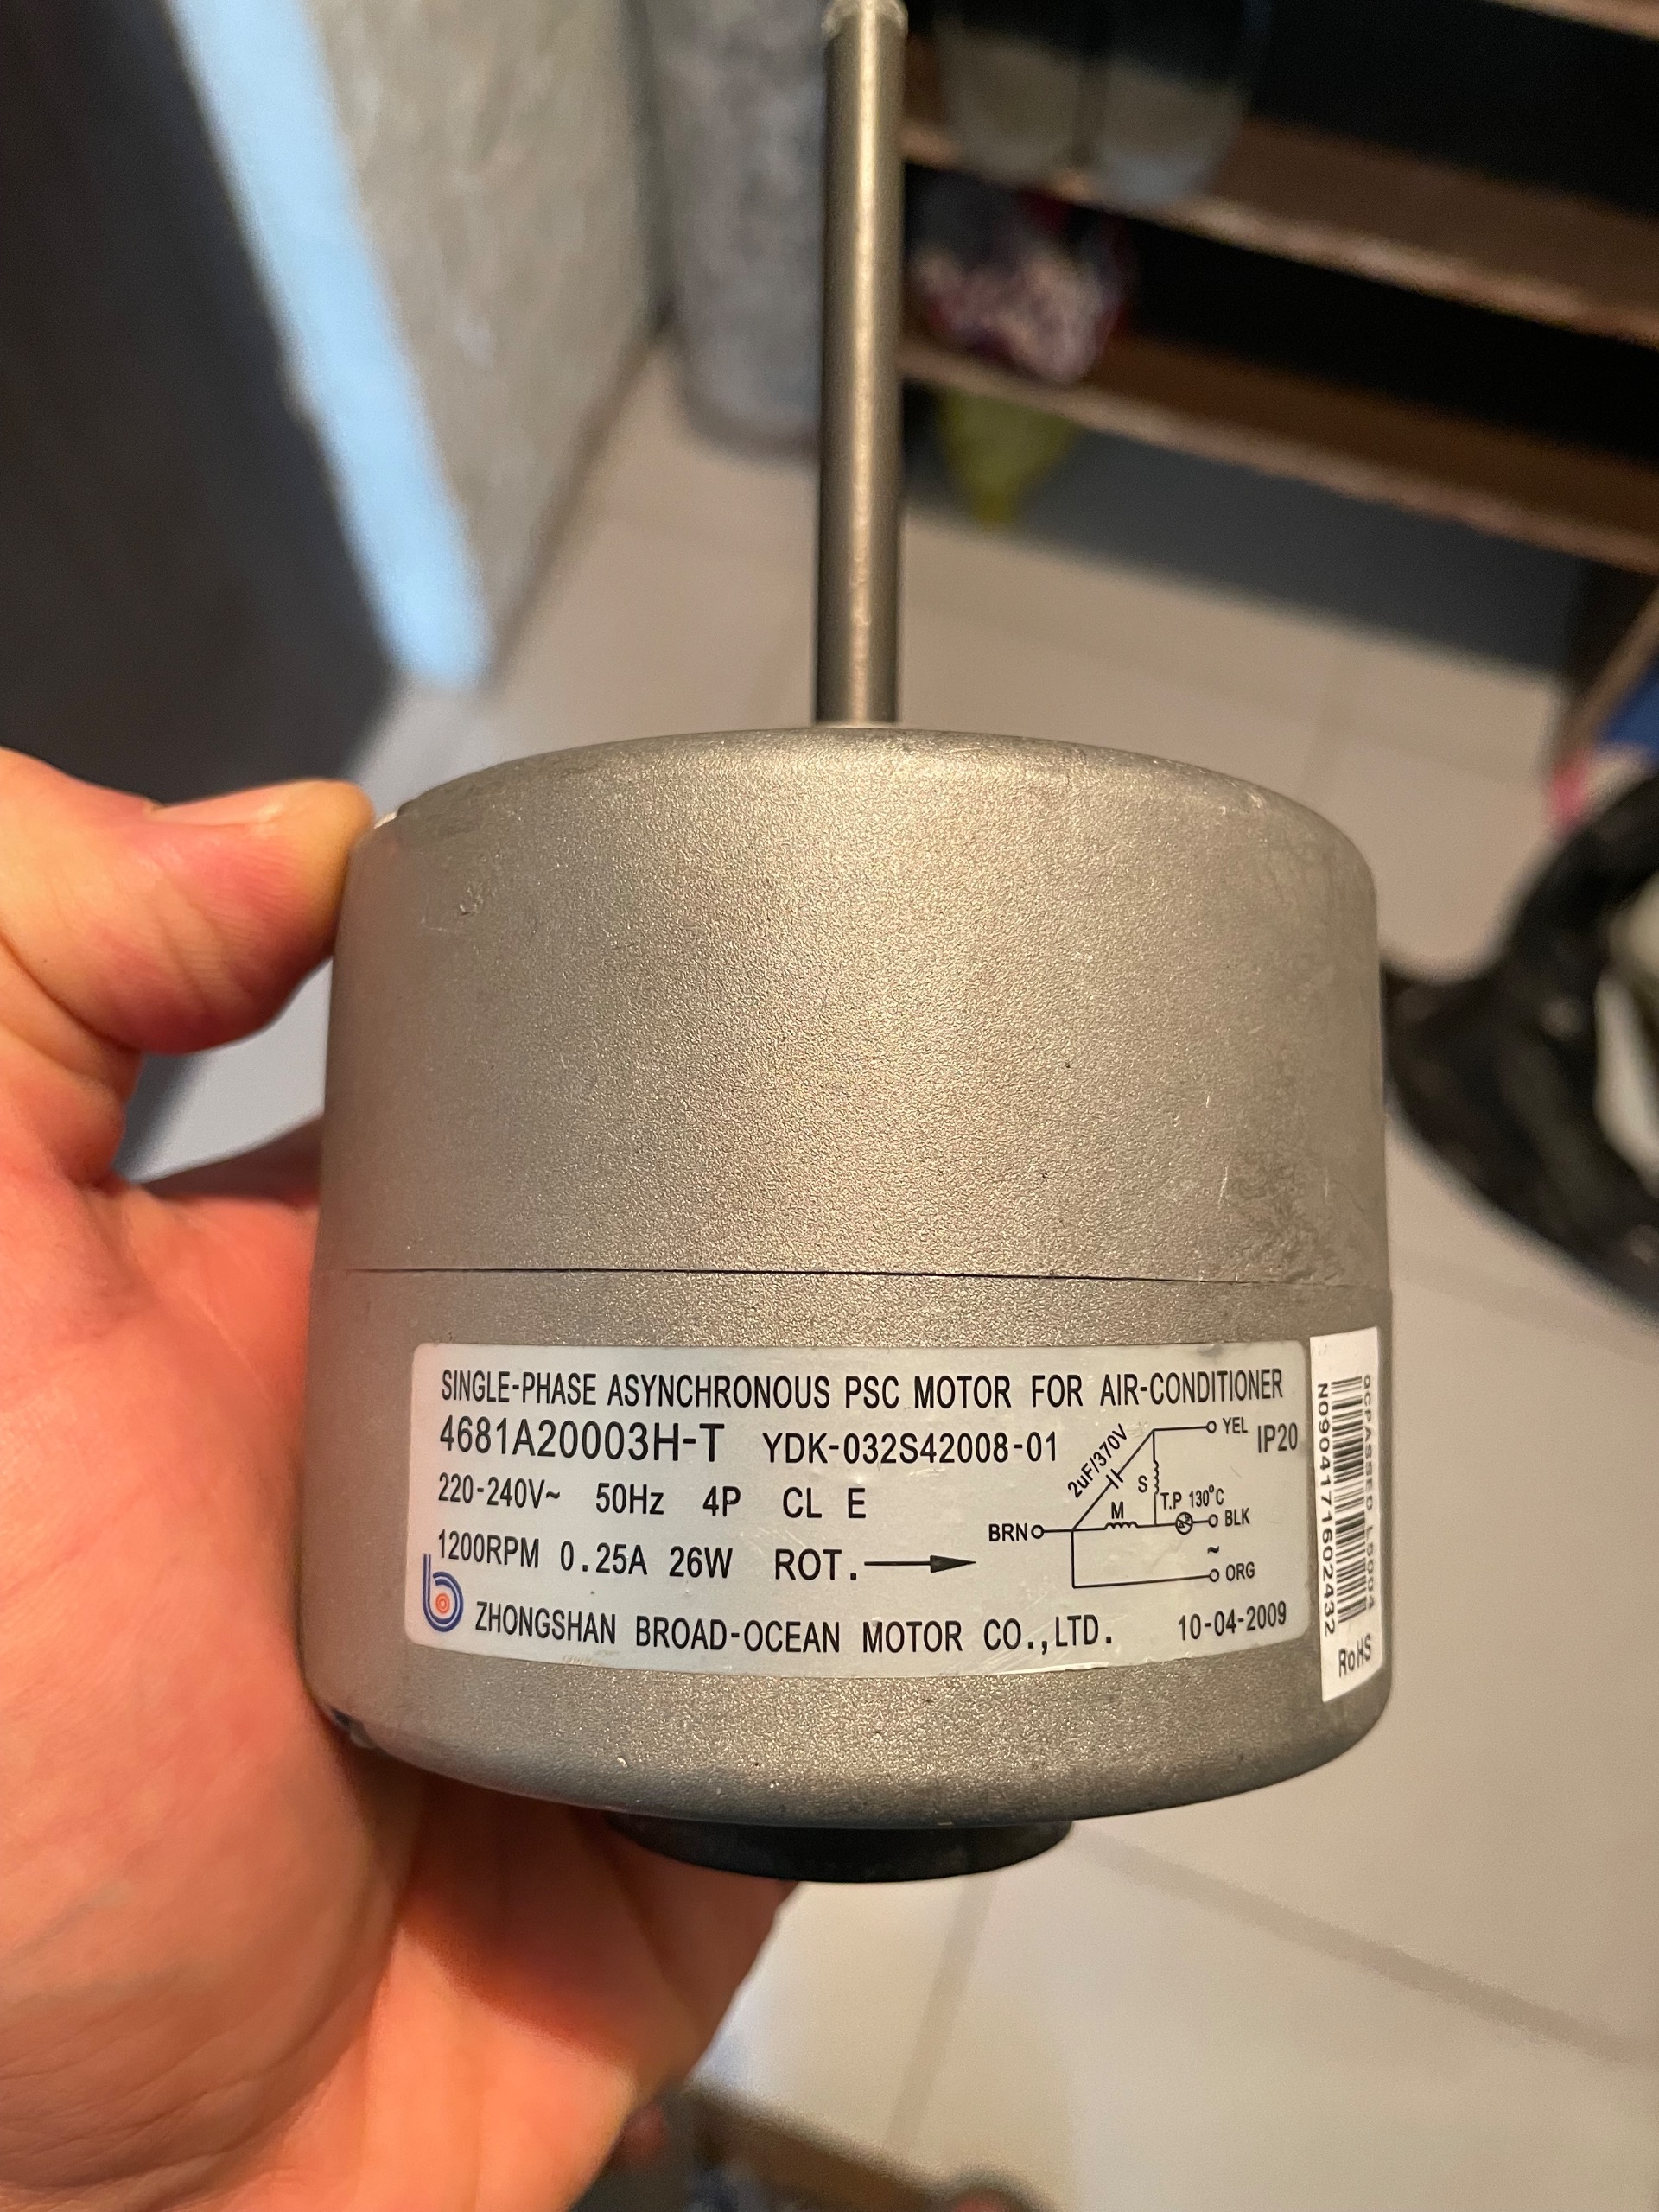 SINGLE-PHASE ASYNCHRONOUS PSC MOTOR FOR AIR-CONDITIONER
4681A20003H-T YDK-032S42008-01
220-240V~ 50Hz 4P CL E
1200RPM 0.25A 26W ROT.
ZHONGSHAN BROAD-OCEAN MOTOR CO.,LTD.
10-04-2009
2uF/370V
YEL
IP20
S
T.P 130°C
M
BRN
BLK
~
ORG
QCPASSED L5004
N0904171602432
RoHS